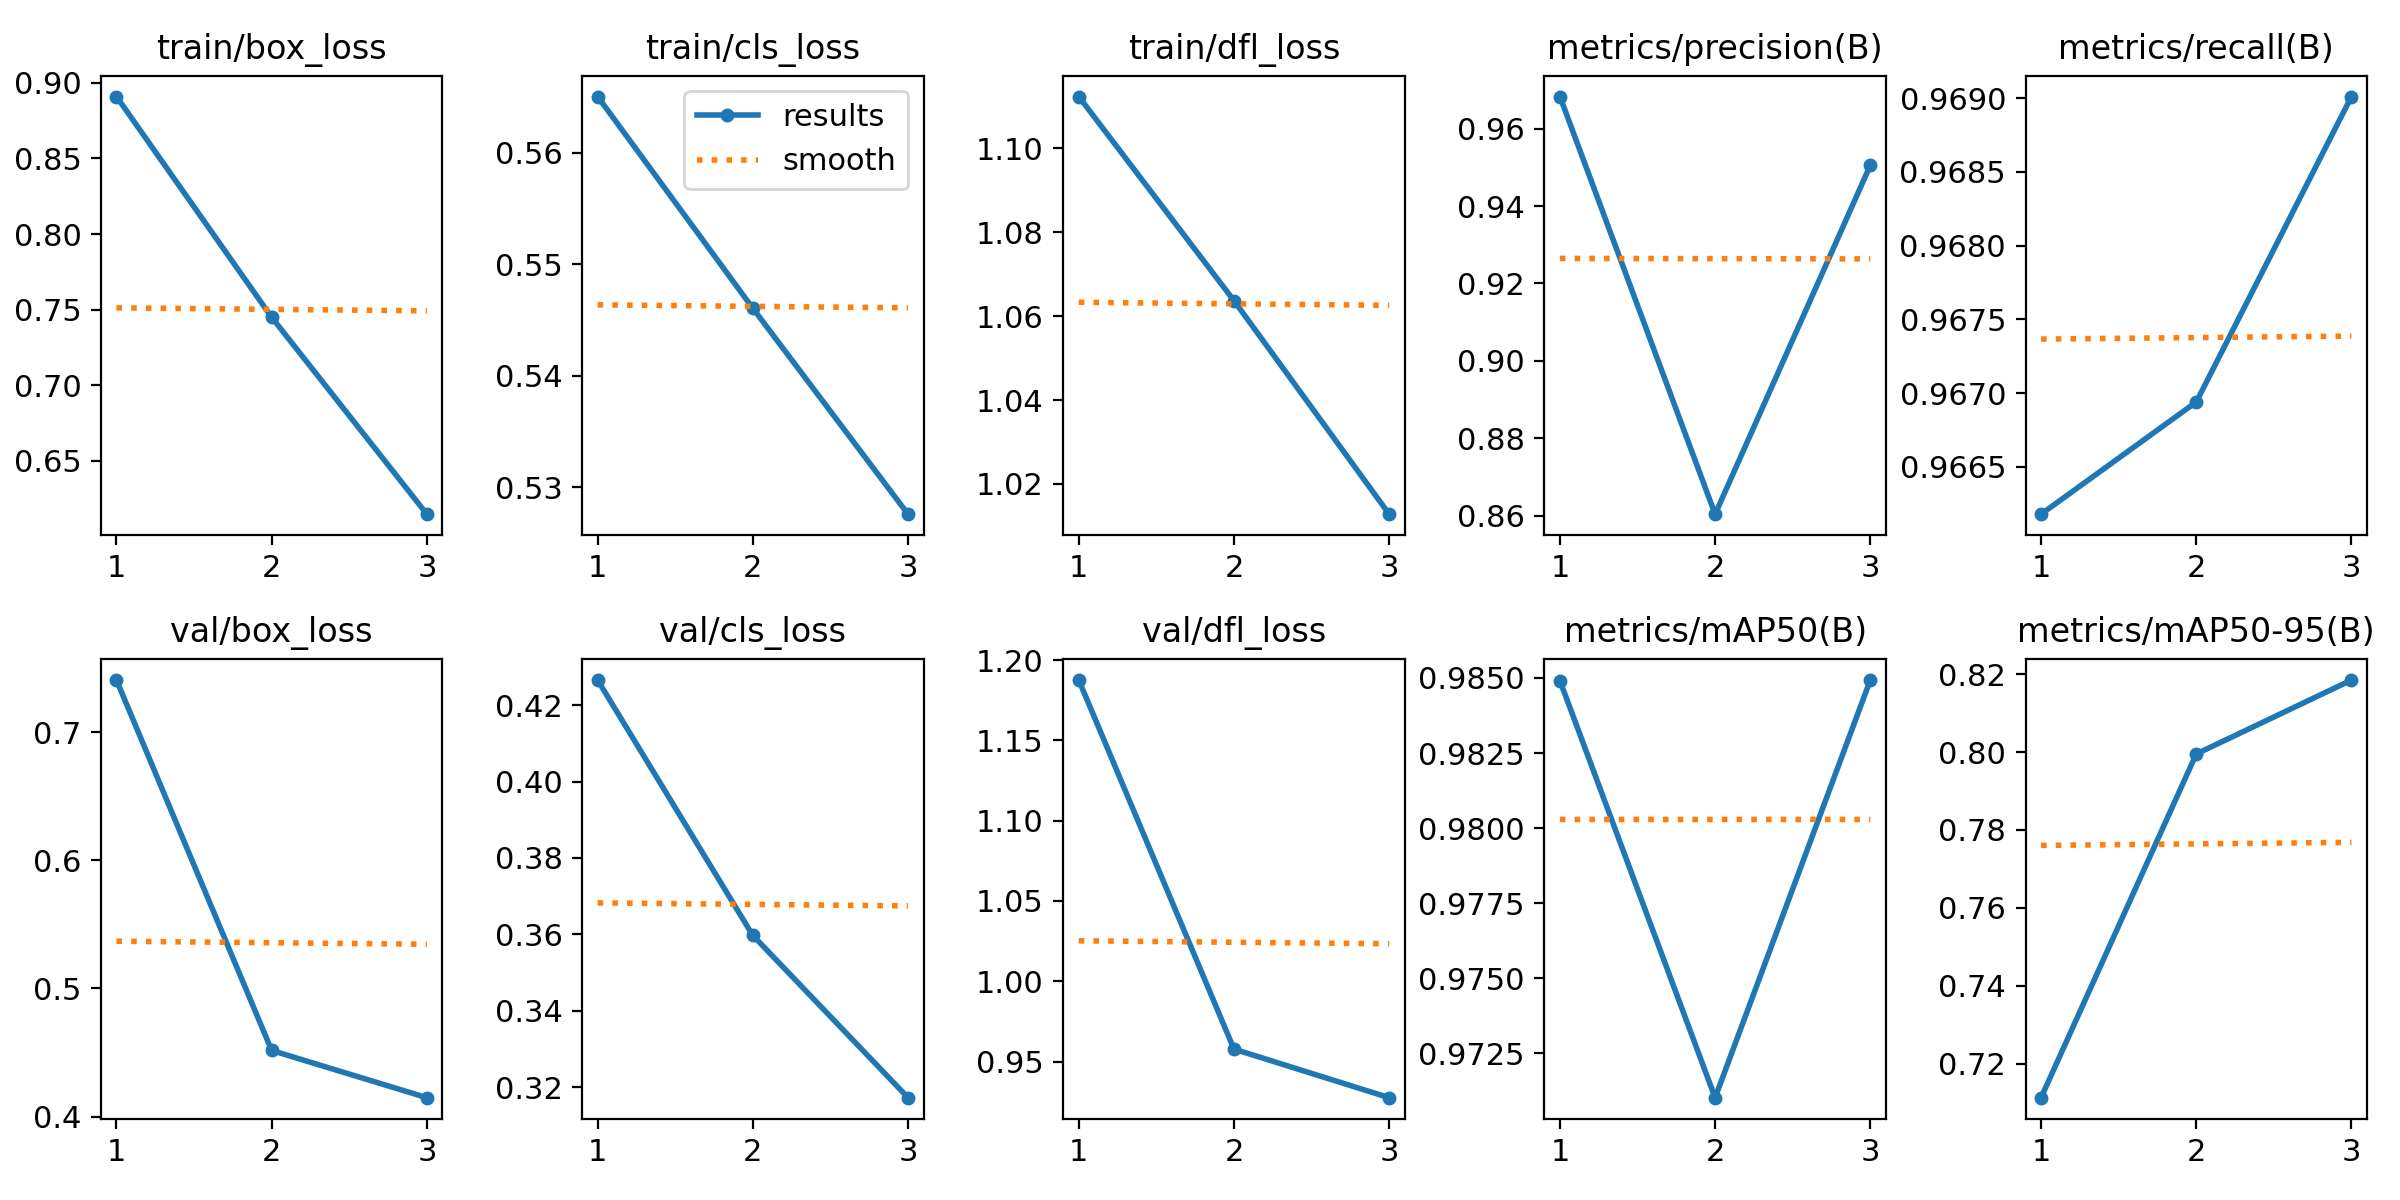 train/box_loss
0.90
0.85
0.80
0.75
0.70
0.65
1 2 3
train/cls_loss
results
smooth
0.56
0.55
0.54
0.53
1 2 3
train/dfl_loss
1.10
1.08
1.06
1.04
1.02
1 2 3
metrics/precision(B)
0.96
0.94
0.92
0.90
0.88
0.86
1 2 3
metrics/recall(B)
0.9690
0.9685
0.9680
0.9675
0.9670
0.9665
1 2 3
val/box_loss
0.7
0.6
0.5
0.4
1 2 3
val/cls_loss
0.42
0.40
0.38
0.36
0.34
0.32
1 2 3
val/dfl_loss
1.20
1.15
1.10
1.05
1.00
0.95
1 2 3
metrics/mAP50(B)
0.9850
0.9825
0.9800
0.9775
0.9750
0.9725
1 2 3
metrics/mAP50-95(B)
0.82
0.80
0.78
0.76
0.74
0.72
1 2 3